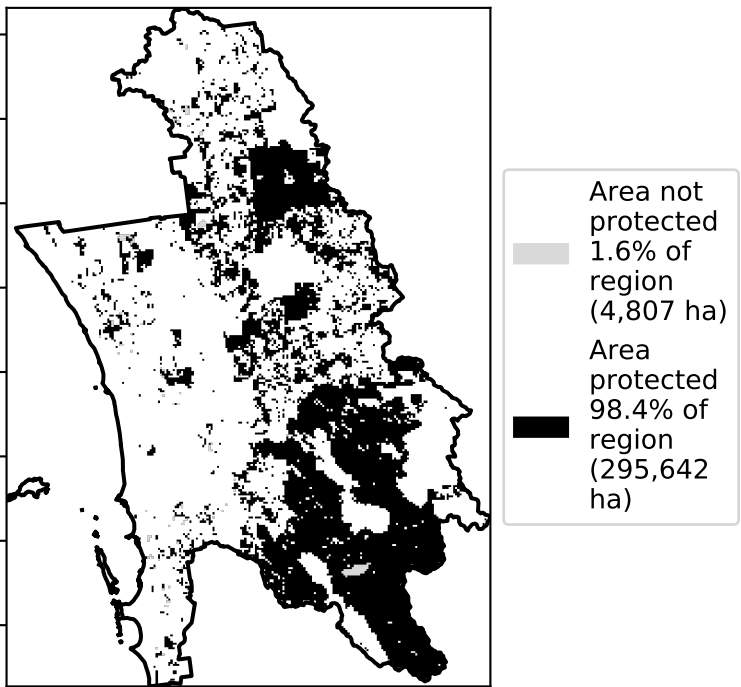 Area not
protected
1.6% of
region
(4,807 ha)
Area
protected
98.4% of
region
(295,642
ha)